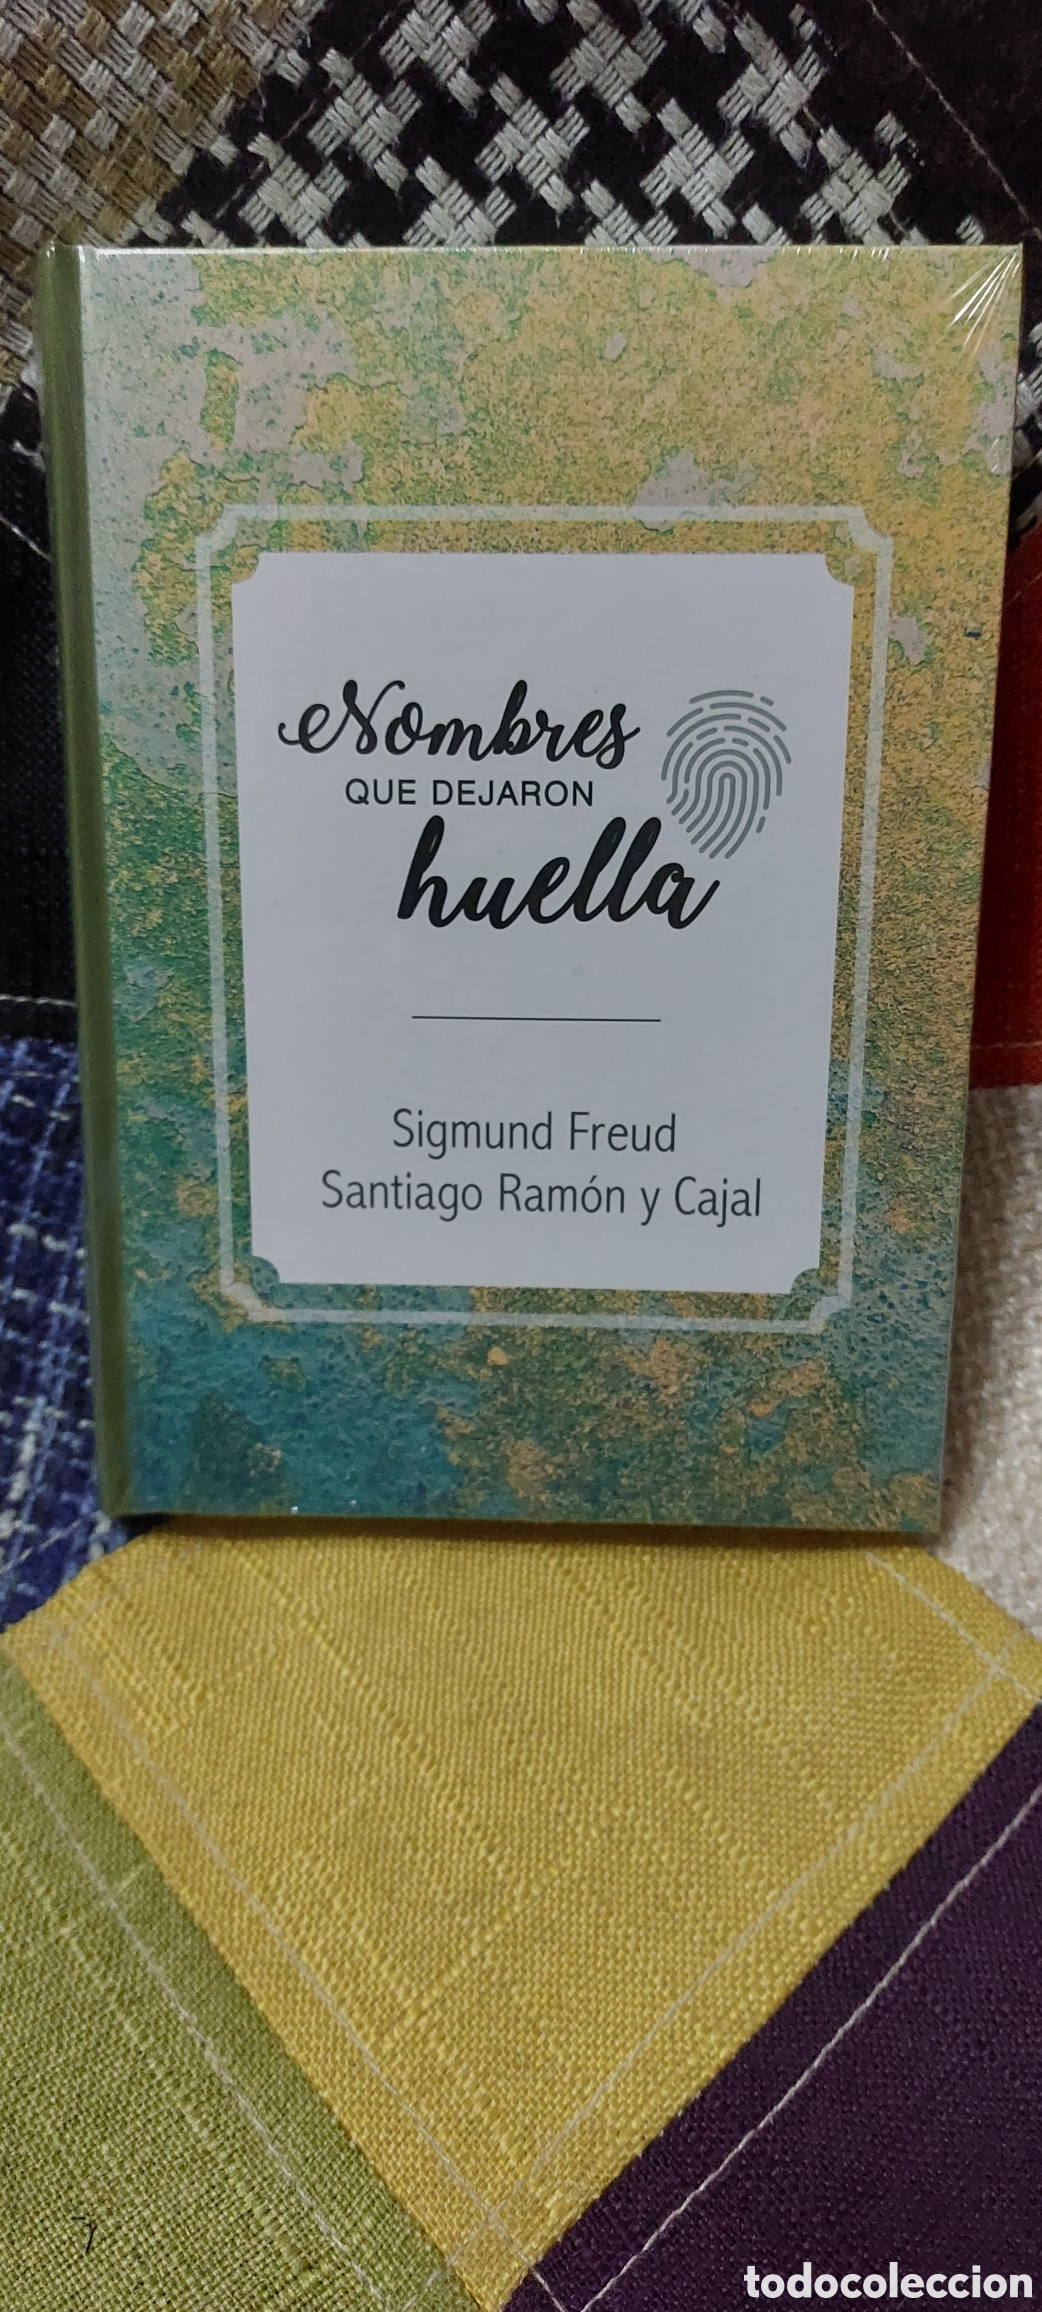 Nombres
QUE DEJARON
huella
Sigmund Freud
Santiago Ramón y Cajal
todocoleccion